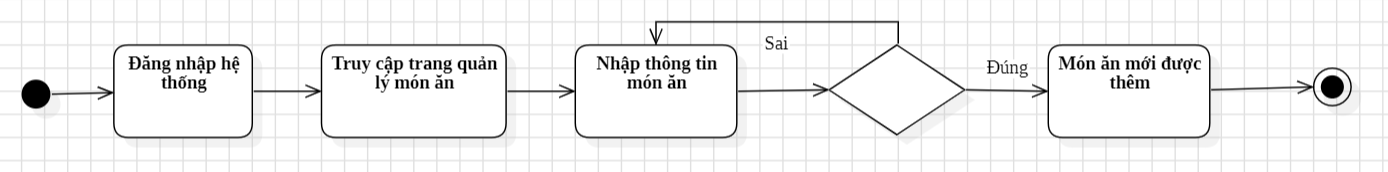 Đăng nhập hệ
thống
Truy cập trang quản
lý món ăn
Nhập thông tin
món ăn
Sai
Đúng
Món ăn mới được
thêm